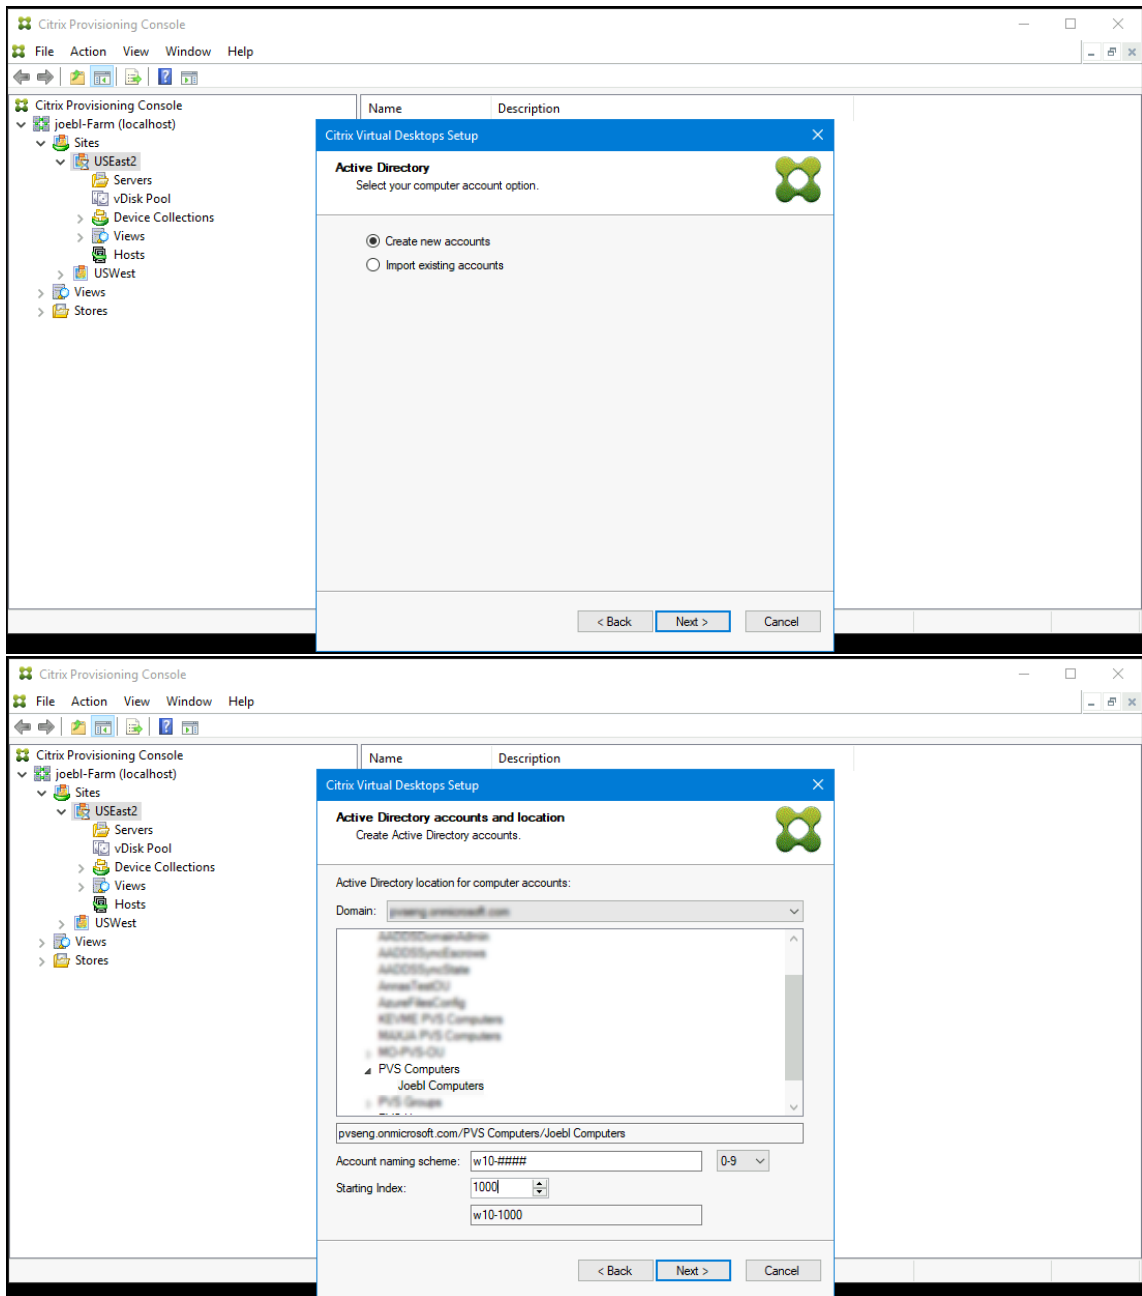 Citrix Provisioning Console
File Action View Window Help
Citrix Provisioning Console
joebl-Farm (localhost)
Sites
USEast2
Servers
vDisk Pool
Device Collections
Views
Hosts
USWest
Views
Stores
Name Description
Citrix Virtual Desktops Setup
Active Directory
Select your computer account option.
Create new accounts
Import existing accounts
< Back Next > Cancel
Citrix Provisioning Console
File Action View Window Help
Citrix Provisioning Console
joebl-Farm (localhost)
Sites
USEast2
Servers
vDisk Pool
Device Collections
Views
Hosts
USWest
Views
Stores
Name Description
Citrix Virtual Desktops Setup
Active Directory accounts and location
Create Active Directory accounts.
Active Directory location for computer accounts:
Domain:
PVS Computers
Joebl Computers
pvseng.onmicrosoft.com/PVS Computers/Joebl Computers
Account naming scheme: w10-#### 0-9
Starting Index: 1000
w10-1000
< Back Next > Cancel